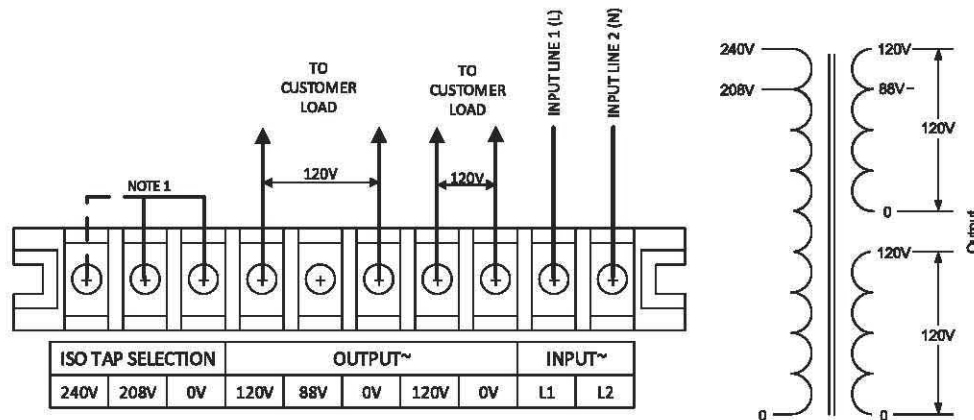 TO
CUSTOMER
LOAD
TO
CUSTOMER
LOAD
INPUT LINE 1 (L)
INPUT LINE 2 (N)
NOTE 1
120V
120V
ISO TAP SELECTION OUTPUT~ INPUT~
240V 208V 0V 120V 88V 0V 120V 0V L1 L2
240V
208V
0
120V
88V
120V
0
120V
120V
0
Output